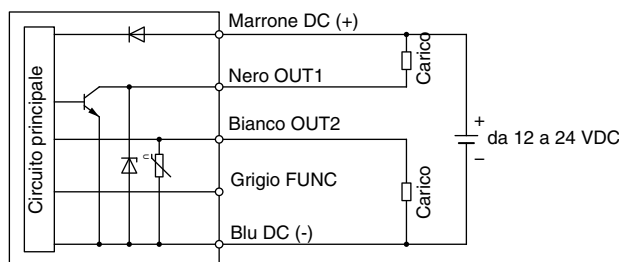 Marrone DC (+)
Carico
Nero OUT1
Circuito principale
Bianco OUT2
+
da 12 a 24 VDC
−
U
Grigio FUNC
Carico
Blu DC (-)